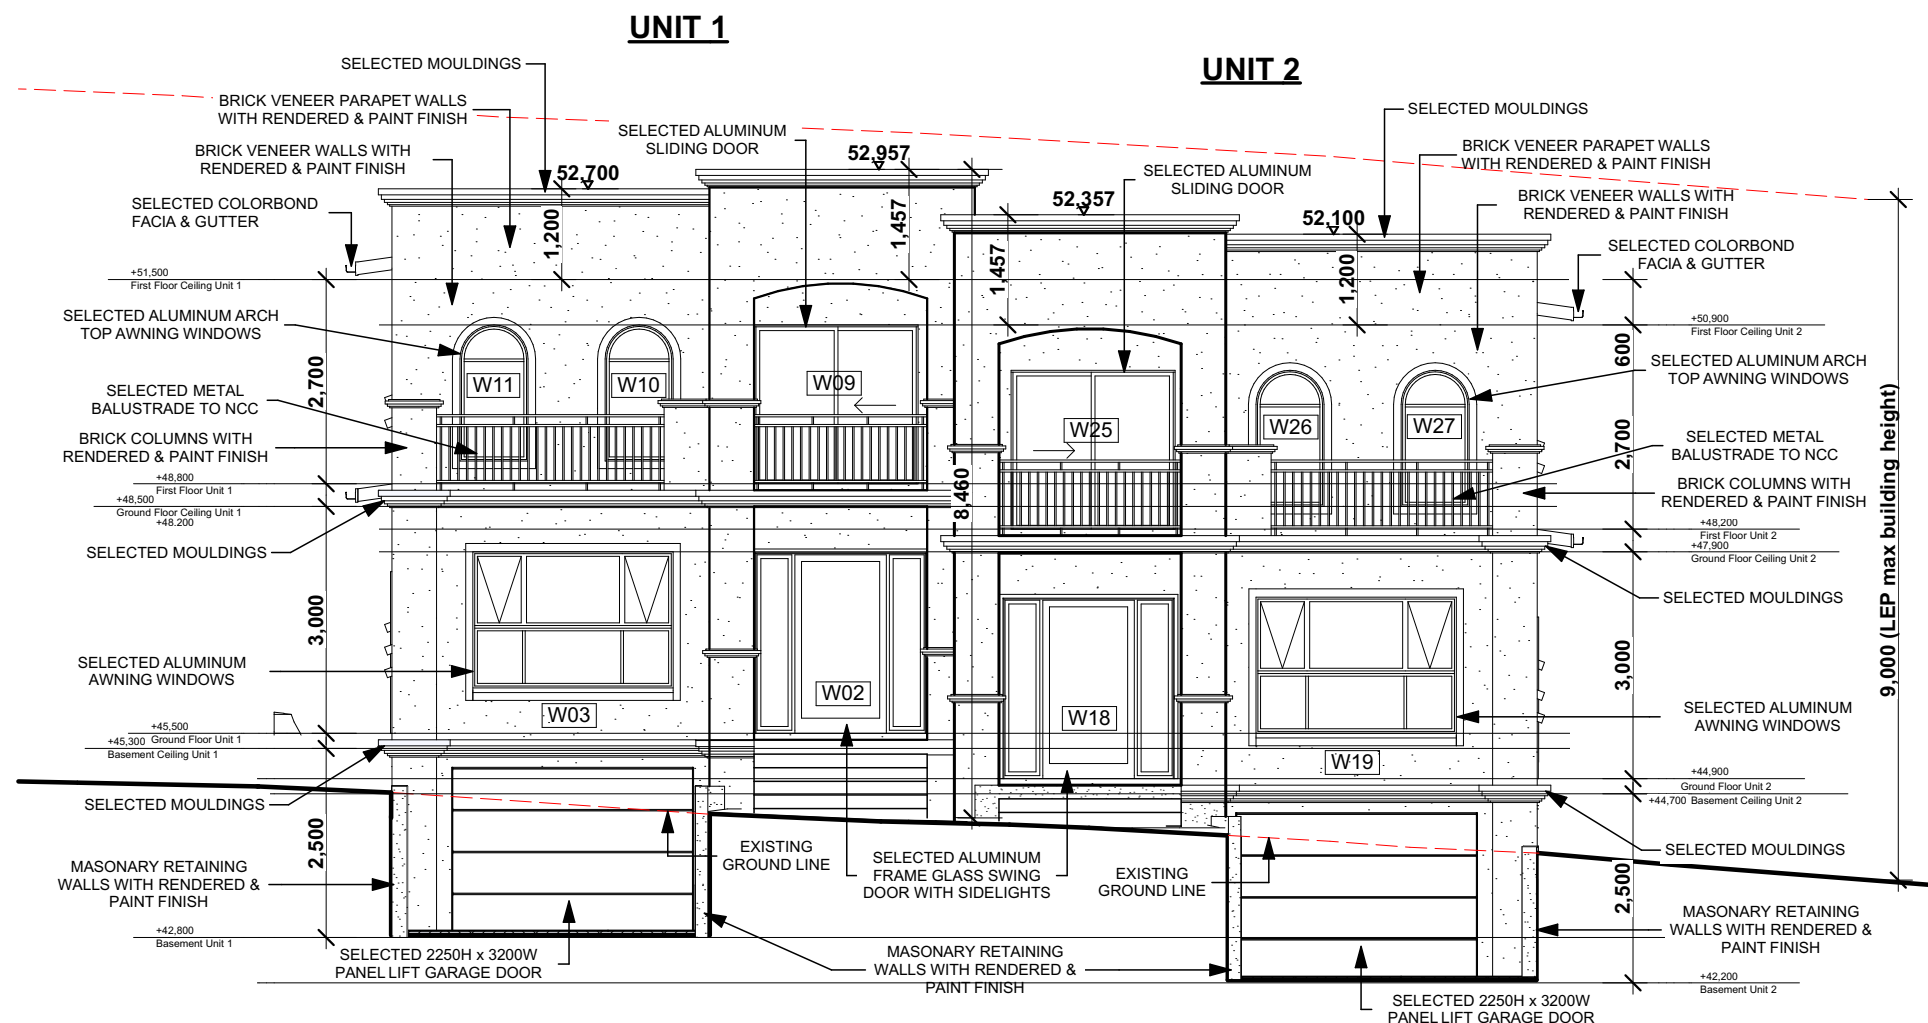 UNIT 1
UNIT 2
SELECTED MOULDINGS
BRICK VENEER PARAPET WALLS
WITH RENDERED & PAINT FINISH
BRICK VENEER WALLS WITH
RENDERED & PAINT FINISH
SELECTED COLORBOND
FACIA & GUTTER
SELECTED ALUMINUM
SLIDING DOOR
52,700
52,957
1,200
1,457
SELECTED ALUMINUM
SLIDING DOOR
52,357
52,100
1,457
1,200
SELECTED MOULDINGS
BRICK VENEER PARAPET WALLS
WITH RENDERED & PAINT FINISH
BRICK VENEER WALLS WITH
RENDERED & PAINT FINISH
SELECTED COLORBOND
FACIA & GUTTER
+51,500
First Floor Ceiling Unit 1
SELECTED ALUMINUM ARCH
TOP AWNING WINDOWS
2,700
SELECTED METAL
BALUSTRADE TO NCC
BRICK COLUMNS WITH
RENDERED & PAINT FINISH
+48,800
First Floor Unit 1
+48,500
Ground Floor Ceiling Unit 1
+48.200
SELECTED MOULDINGS
3,000
SELECTED ALUMINUM
AWNING WINDOWS
+45,500
Ground Floor Unit 1
+45,300
Basement Ceiling Unit 1
SELECTED MOULDINGS
2,500
MASONARY RETAINING
WALLS WITH RENDERED &
PAINT FINISH
+42,800
Basement Unit 1
W11
W10
W09
W25
W26
W27
8,460
W03
W02
W18
W19
EXISTING
GROUND LINE
SELECTED ALUMINUM
FRAME GLASS SWING
DOOR WITH SIDELIGHTS
EXISTING
GROUND LINE
SELECTED 2250H x 3200W
PANEL LIFT GARAGE DOOR
MASONARY RETAINING
WALLS WITH RENDERED &
PAINT FINISH
SELECTED 2250H x 3200W
PANEL LIFT GARAGE DOOR
+50,900
First Floor Ceiling Unit 2
600
SELECTED ALUMINUM ARCH
TOP AWNING WINDOWS
2,700
SELECTED METAL
BALUSTRADE TO NCC
BRICK COLUMNS WITH
RENDERED & PAINT FINISH
+48,200
First Floor Unit 2
+47,900
Ground Floor Ceiling Unit 2
SELECTED MOULDINGS
3,000
SELECTED ALUMINUM
AWNING WINDOWS
+44,900
Ground Floor Unit 2
+44,700 Basement Ceiling Unit 2
SELECTED MOULDINGS
2,500
MASONARY RETAINING
WALLS WITH RENDERED &
PAINT FINISH
+42,200
Basement Unit 2
9,000 (LEP max building height)